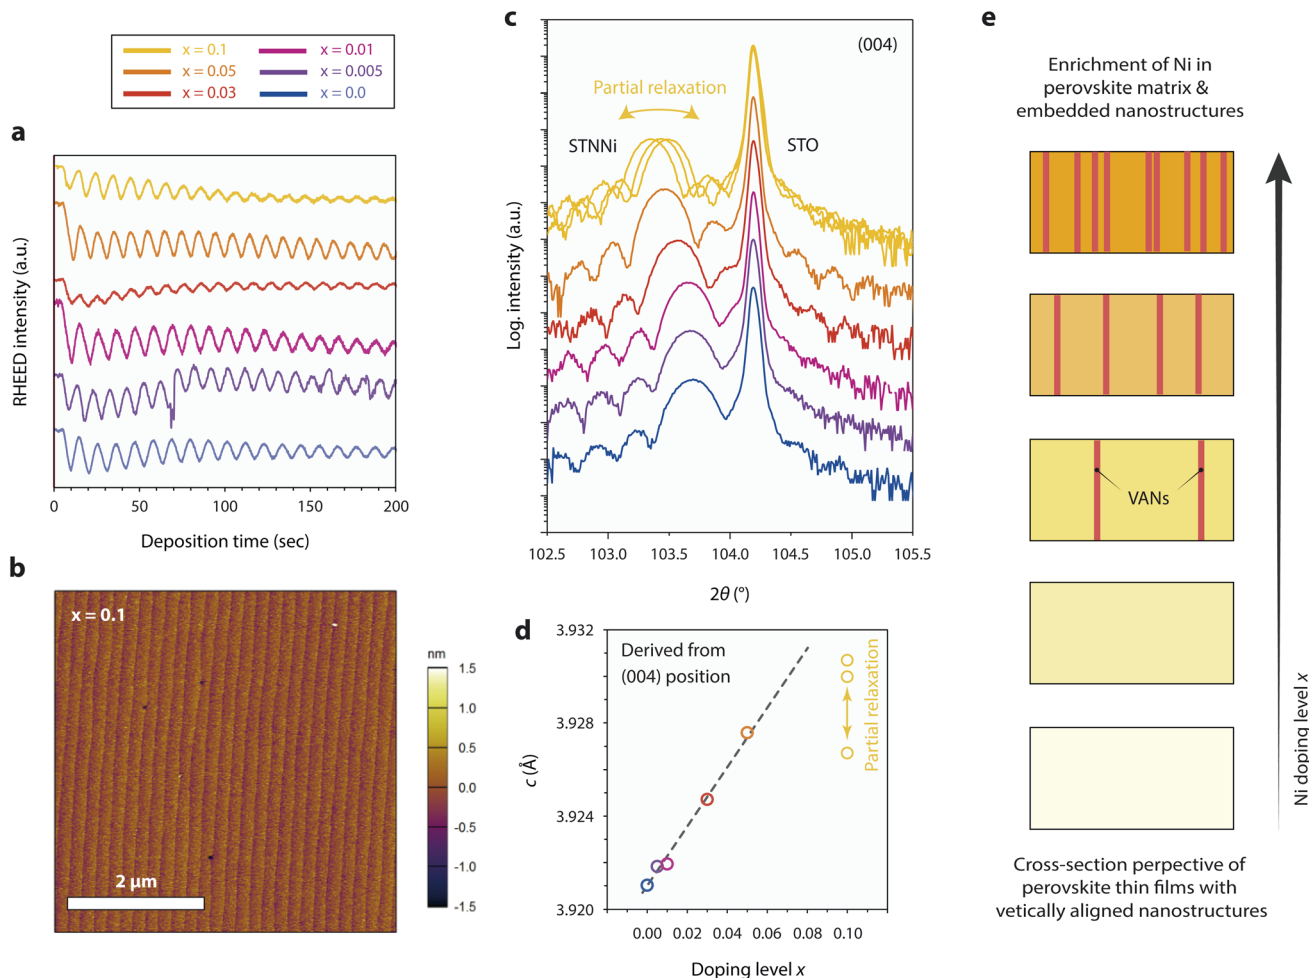 x = 0.1
x = 0.05
x = 0.03
x = 0.01
x = 0.005
x = 0.0
a
RHEED intensity (a.u.)
0
50
100
150
200
Deposition time (sec)
b
x = 0.1
2 µm
nm
1.5
1.0
0.5
0.0
-0.5
-1.0
-1.5
c
(004)
Partial relaxation
STNNi
STO
Log. intensity (a.u.)
102.5
103.0
103.5
104.0
104.5
105.0
105.5
2θ (°)
d
Derived from
(004) position
Partial relaxation
c (Å)
3.932
3.928
3.924
3.920
0.00
0.02
0.04
0.06
0.08
0.10
Doping level x
e
Enrichment of Ni in
perovskite matrix &
embedded nanostructures
VANs
Ni doping level x
Cross-section perpective of
perovskite thin films with
vetically aligned nanostructures